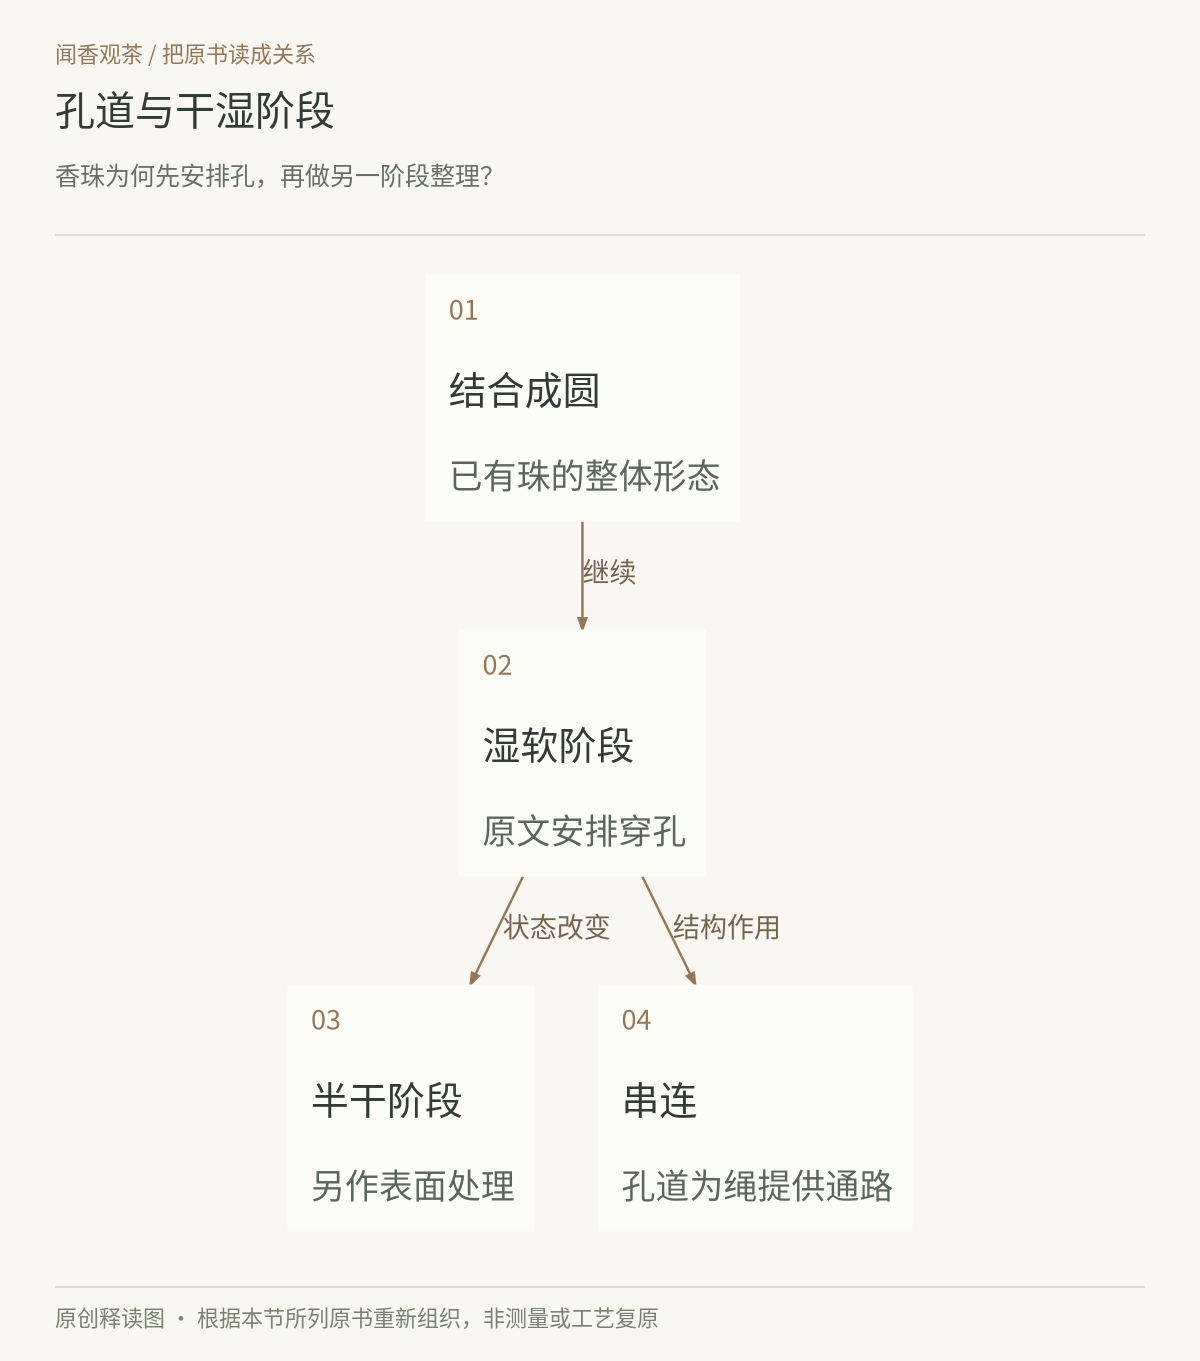 闻香观茶 / 把原书读成关系
孔道与干湿阶段
香珠为何先安排孔，再做另一阶段整理？
01
结合成圆
已有珠的整体形态
继续
02
湿软阶段
原文安排穿孔
状态改变
结构作用
03
半干阶段
另作表面处理
04
串连
孔道为绳提供通路
原创释读图 · 根据本节所列原书重新组织，非测量或工艺复原